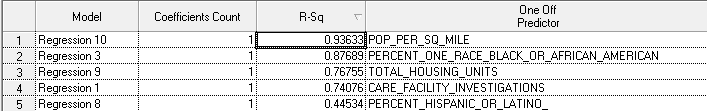 Model Coefficients Count R-Sq One Off Predictor
1 Regression 10 1 0.93633 POP_PER_SQ_MILE
2 Regression 3 1 0.87689 PERCENT_ONE_RACE_BLACK_OR_AFRICAN_AMERICAN
3 Regression 9 1 0.76755 TOTAL_HOUSING_UNITS
4 Regression 1 1 0.74076 CARE_FACILITY_INVESTIGATIONS
5 Regression 8 1 0.44534 PERCENT_HISPANIC_OR_LATINO_